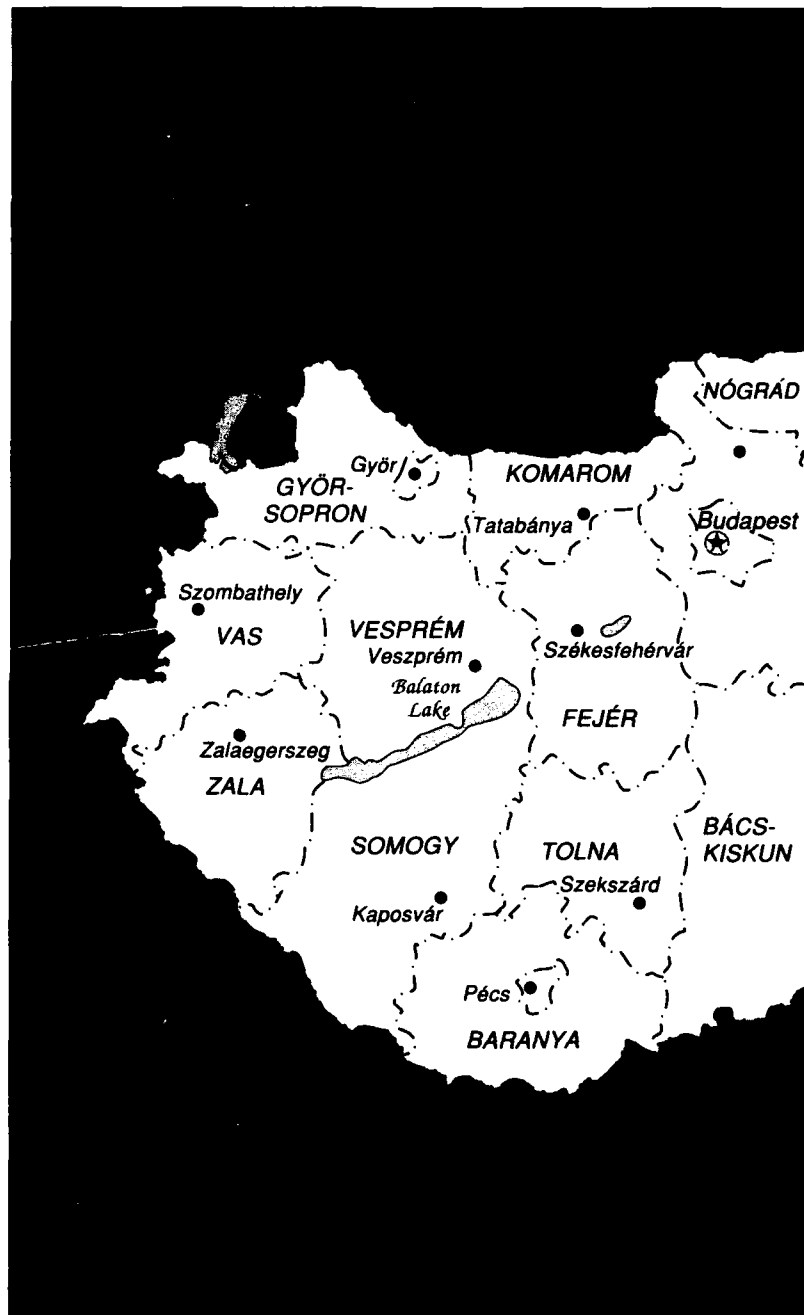 NÓGRÁD
Győr
KOMAROM
GYÖR-
SOPRON
Tatabánya
Budapest
Szombathely
VAS
VESPRÉM
Veszprém
Székesfehérvár
Balaton
Lake
FEJÉR
Zalaegerszeg
ZALA
SOMOGY
TOLNA
BÁCS-
KISKUN
Szekszárd
Kaposvár
Pécs
BARANYA